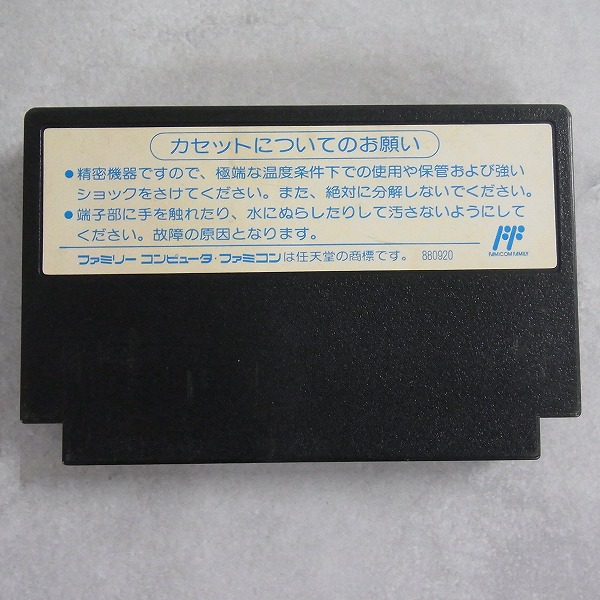 カセットについてのお願い
●精密機器ですので、極端な温度条件下での使用や保管および強い
ショックをさけてください。また、絶対に分解しないでください。
●端子部に手を触れたり、水にぬらしたりして汚さないようにして
ください。故障の原因となります。
ファミリーコンピュータ・ファミコンは任天堂の商標です。 880920
FAMICOM FAMILY